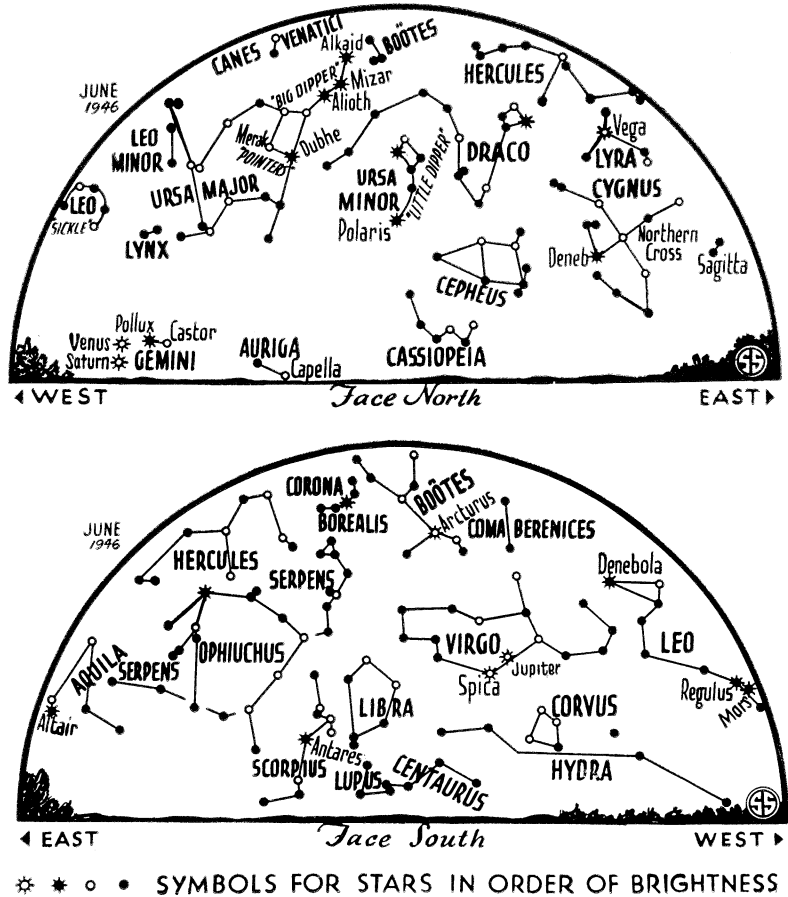 CANES VENATICI
Alkaid
BOÖTES
JUNE
1946
"BIG DIPPER"
Mizar
Alioth
HERCULES
LEO
MINOR
Merak
"POINTERS"
Dubhe
DRACO
Vega
LYRA
LEO
SICKLE
URSA MAJOR
URSA
MINOR
"LITTLE DIPPER"
Polaris
CYGNUS
LYNX
Deneb
Northern
Cross
Sagitta
CEPHEUS
Pollux
Castor
Venus
Saturn
GEMINI
AURIGA
Capella
CASSIOPEIA
SS
WEST
Face North
EAST
JUNE
1946
CORONA
BOREALIS
BOÖTES
Arcturus
COMA BERENICES
HERCULES
SERPENS
Denebola
AQUILA
SERPENS
OPHIUCHUS
VIRGO
Jupiter
Spica
LEO
Regulus
Mars
Altair
LIBRA
CORVUS
Antares
SCORPIUS
LUPUS
CENTAURUS
HYDRA
SS
EAST
Face South
WEST
SYMBOLS FOR STARS IN ORDER OF BRIGHTNESS